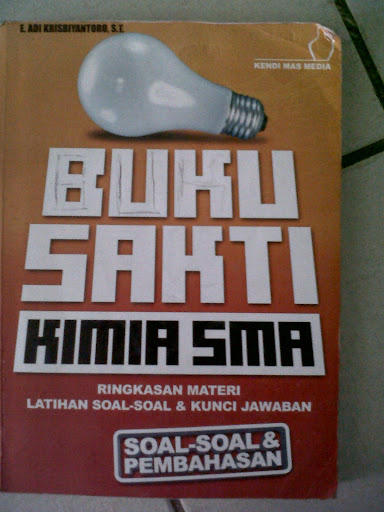 E. ADI KRISBIYANTORO, S.T.
KENDI MAS MEDIA
BUKU
SAKTI
KIMIA SMA
RINGKASAN MATERI
LATIHAN SOAL-SOAL & KUNCI JAWABAN
SOAL-SOAL &
PEMBAHASAN